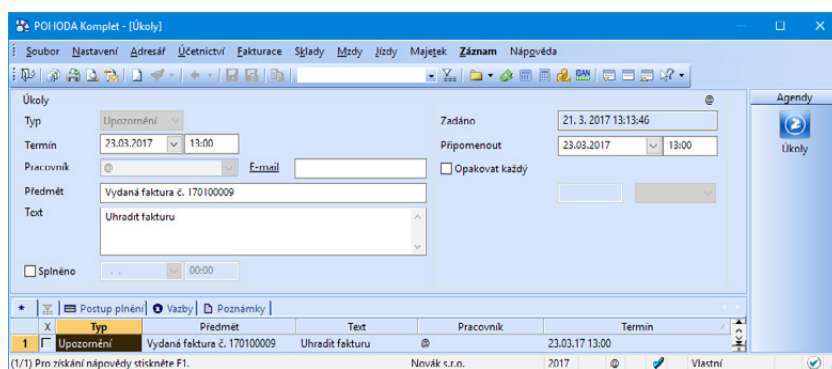 POHODA Komplet - [Úkoly]
Soubor Nastavení Adresář Účetnictví Fakturace Sklady Mzdy Jízdy Majetek Záznam Nápověda
Úkoly @ Agendy
Typ Upozornění Zadáno 21. 3. 2017 13:13:46
Termín 23.03.2017 13:00 Připomenout 23.03.2017 13:00 Úkoly
Pracovník @ E-mail Opakovat každý
Předmět Vydaná faktura č. 170100009
Text Uhradit fakturu
Splněno . . 00:00
* Postup plnění Vazby Poznámky
X Typ Předmět Text Pracovník Termín
1 Upozornění Vydaná faktura č. 170100009 Uhradit fakturu @ 23.03.17 13:00
(1/1) Pro získání nápovědy stiskněte F1. Novák s.r.o. 2017 @ Vlastní